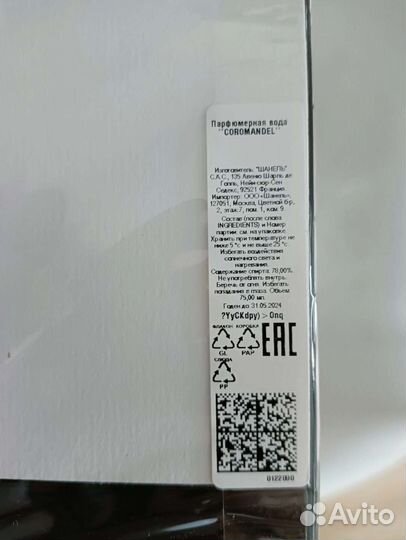 Парфюмерная вода
"COROMANDEL"
Изготовитель: "ШАНЕЛЬ"
С.А.С., 135 Авеню Шарль де
Голль, Нейи-сюр-Сен
Седекс, 92521 Франция.
Импортер: ООО «Шанель»,
127051, Москва, Цветной б-р,
2, этаж 7, пом. 1, ком. 9.
Состав (после слова
INGREDIENTS) и Номер
партии: см. на упаковке.
Хранить при температуре не
ниже 5°с и не выше 25°с.
Избегать воздействия
солнечного света и
нагревания.
Содержание спирта: 78,00%.
Не употреблять внутрь.
Беречь от огня. Избегать
попадания в глаза. Объем
75,00 мл.
Годен до 31.05.2024
?YyCKdpy) > Onq
ФЛАКОН КОРОБКА
GL PAP EAC
СЛЮДА
PP
Avito